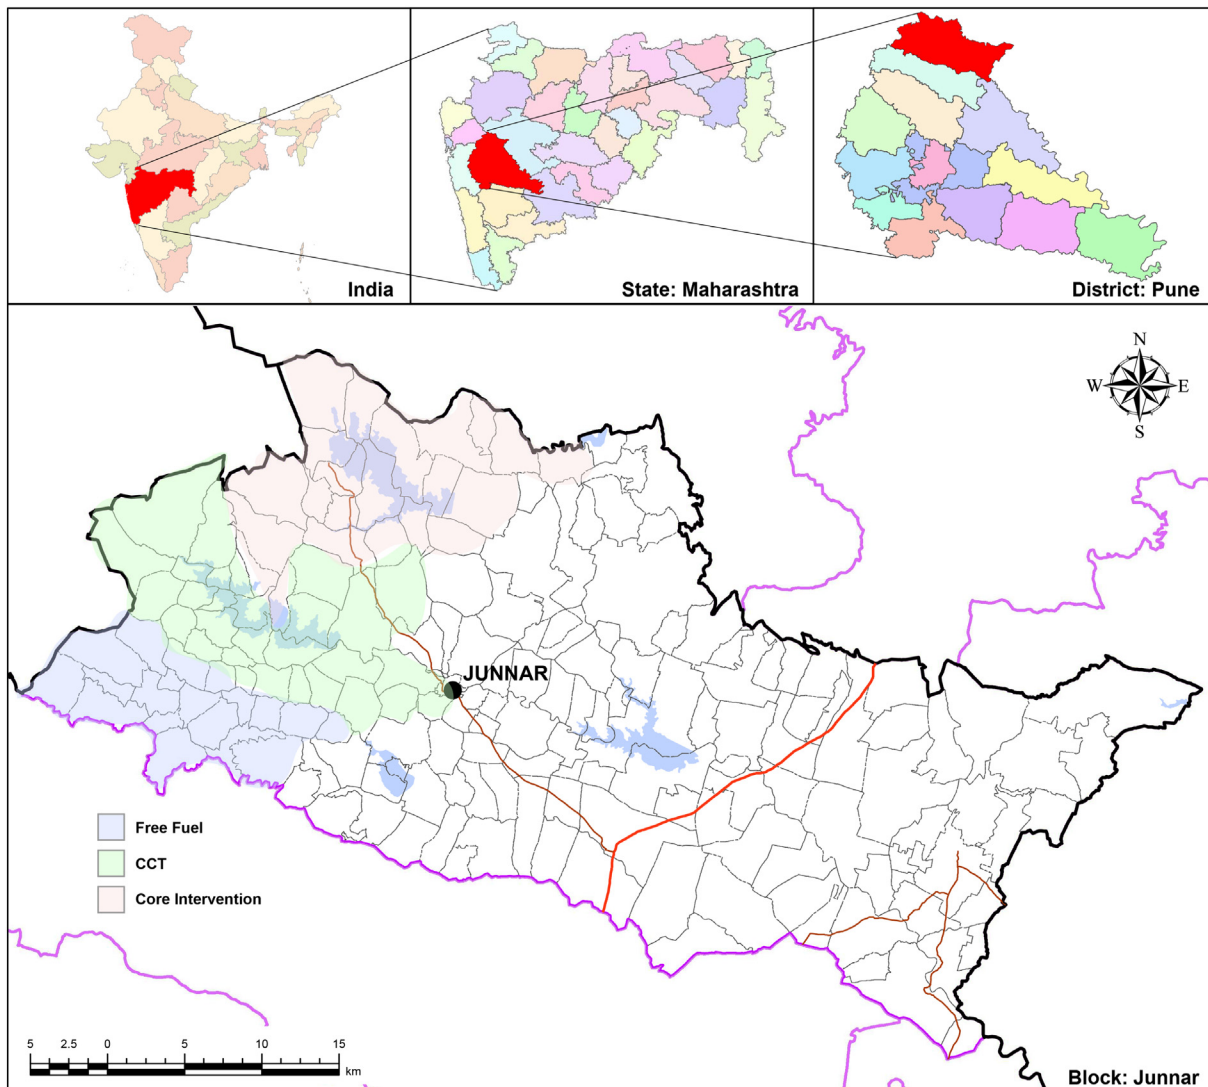 India
State: Maharashtra
District: Pune
N
W E
S
JUNNAR
Free Fuel
CCT
Core Intervention
5 2.5 0 5 10 15
km
Block: Junnar